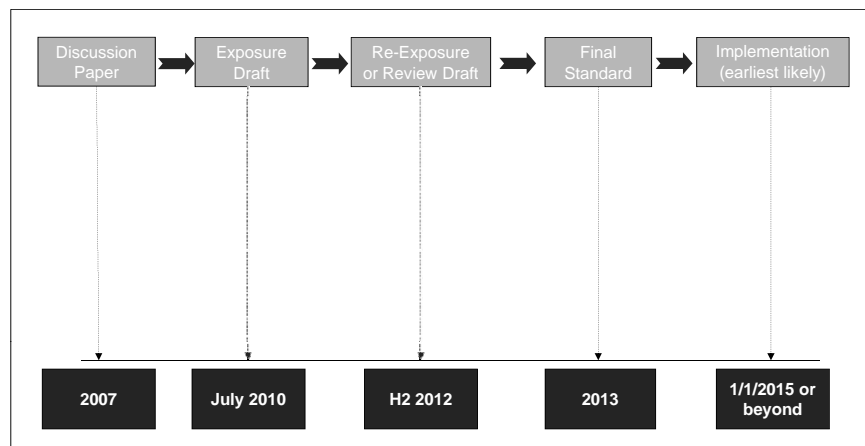 Discussion
Paper
Exposure
Draft
Re-Exposure
or Review Draft
Final
Standard
Implementation
(earliest likely)
2007
July 2010
H2 2012
2013
1/1/2015 or
beyond